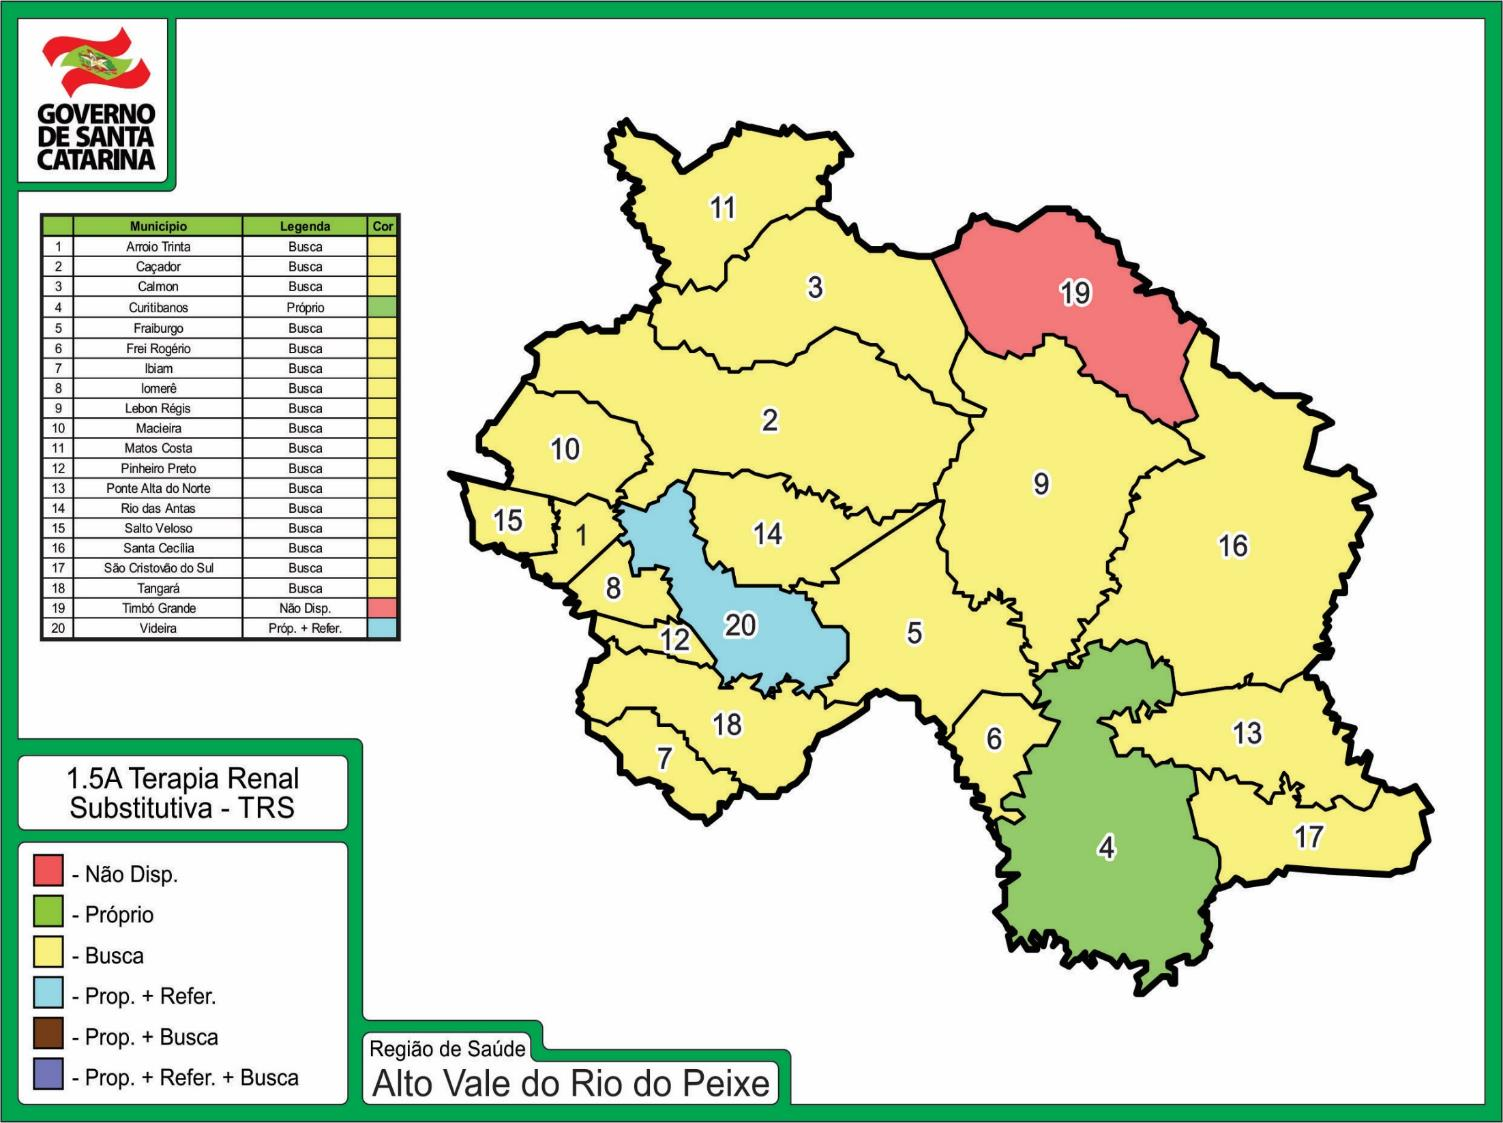 GOVERNO
DE SANTA
CATARINA
Município Legenda Cor
1 Arroio Trinta Busca
2 Caçador Busca
3 Calmon Busca
4 Curitibanos Próprio
5 Fraiburgo Busca
6 Frei Rogério Busca
7 Ibiam Busca
8 Iomerê Busca
9 Lebon Régis Busca
10 Macieira Busca
11 Matos Costa Busca
12 Pinheiro Preto Busca
13 Ponte Alta do Norte Busca
14 Rio das Antas Busca
15 Salto Veloso Busca
16 Santa Cecília Busca
17 São Cristovão do Sul Busca
18 Tangará Busca
19 Timbó Grande Não Disp.
20 Videira Próp. + Refer.
11
3
19
2
10
9
15
1
14
16
8
20
5
12
18
6
13
7
4
17
1.5A Terapia Renal
Substitutiva - TRS
- Não Disp.
- Próprio
- Busca
- Prop. + Refer.
- Prop. + Busca
- Prop. + Refer. + Busca
Região de Saúde
Alto Vale do Rio do Peixe